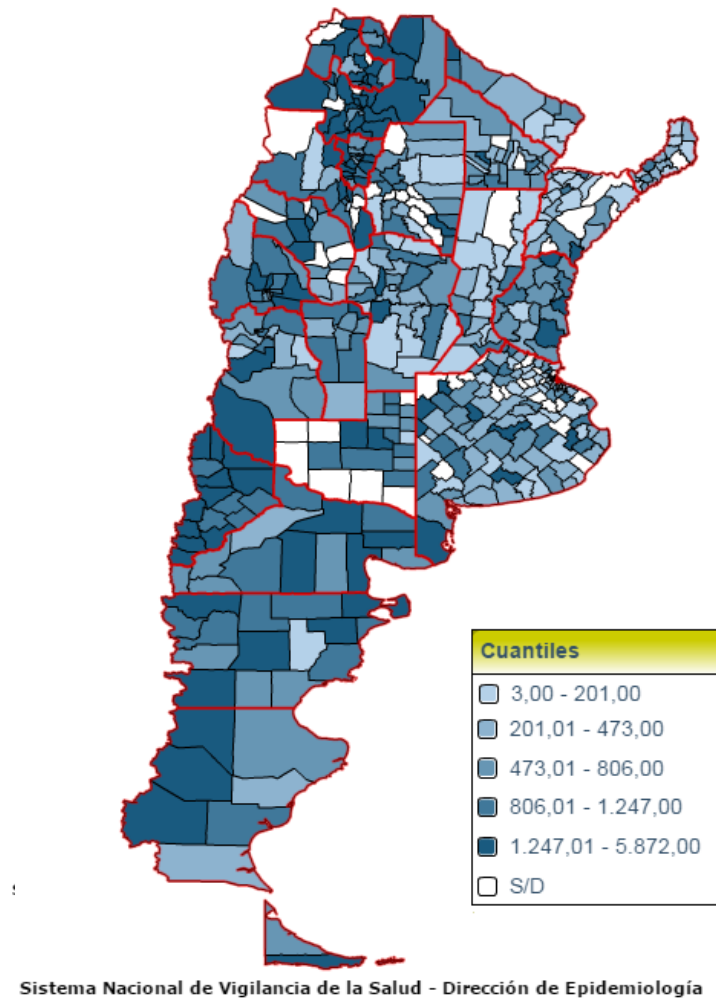 Cuantiles
3,00 - 201,00
201,01 - 473,00
473,01 - 806,00
806,01 - 1.247,00
1.247,01 - 5.872,00
S/D
Sistema Nacional de Vigilancia de la Salud - Dirección de Epidemiología